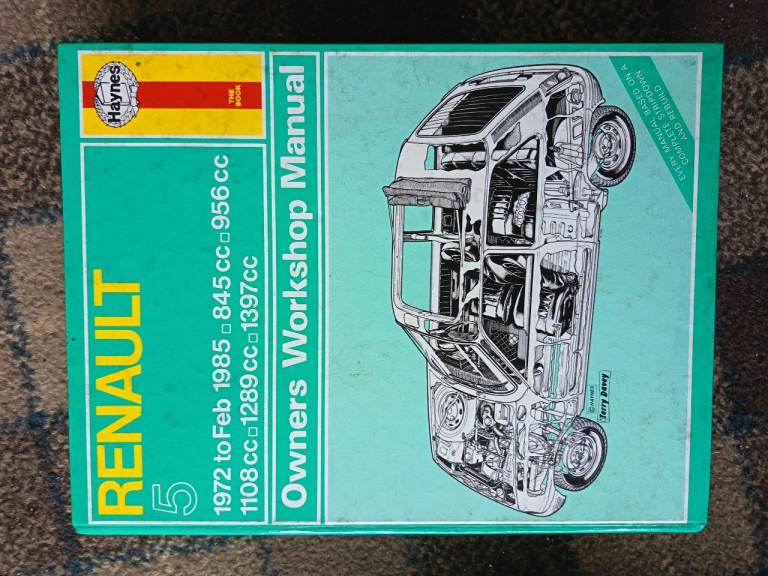 Haynes
THE
BOOK
RENAULT
5
1972 to Feb 1985 □ 845 cc □ 956 cc
1108 cc □ 1289 cc □ 1397 cc
Owners Workshop Manual
EVERY MANUAL BASED ON A
COMPLETE STRIPDOWN
AND REBUILD
© HAYNES
Terry Davey